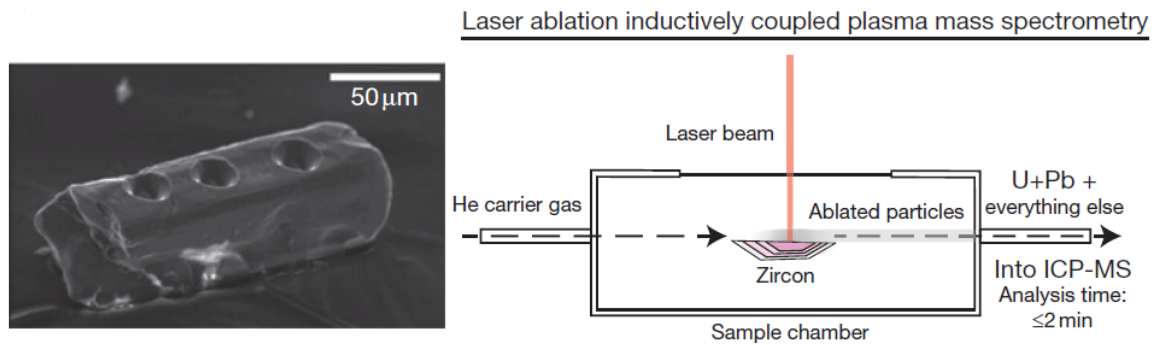 Laser ablation inductively coupled plasma mass spectrometry
50 μm
Laser beam
He carrier gas
Ablated particles
U+Pb +
everything else
Zircon
Into ICP-MS
Analysis time:
≤2 min
Sample chamber